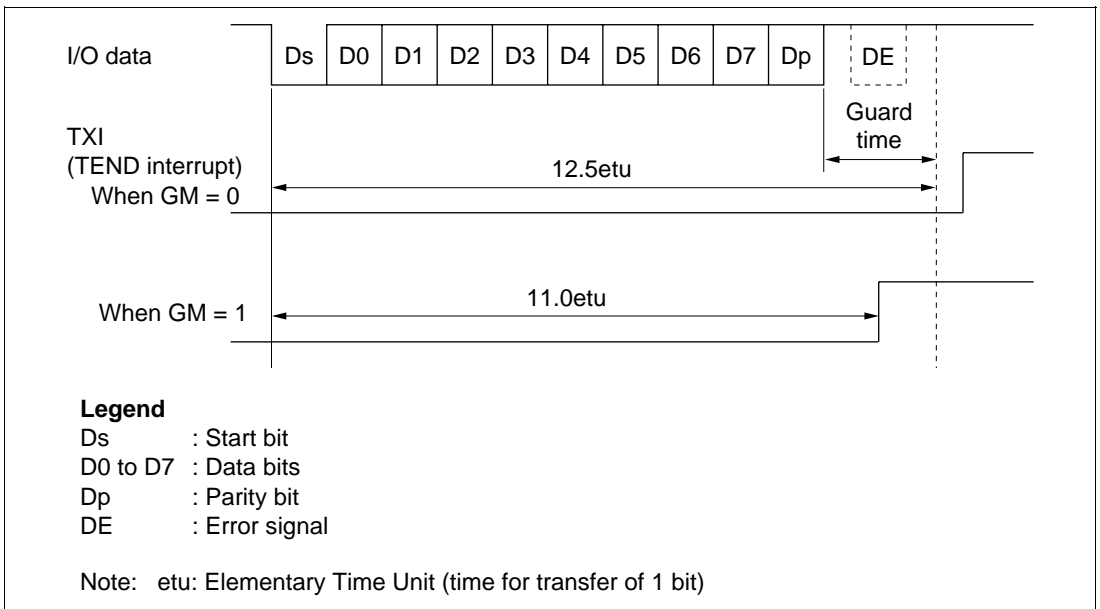 I/O data
Ds D0 D1 D2 D3 D4 D5 D6 D7 Dp DE
Guard
time
TXI
(TEND interrupt)
When GM = 0
12.5etu
When GM = 1
11.0etu
Legend
Ds : Start bit
D0 to D7 : Data bits
Dp : Parity bit
DE : Error signal
Note: etu: Elementary Time Unit (time for transfer of 1 bit)